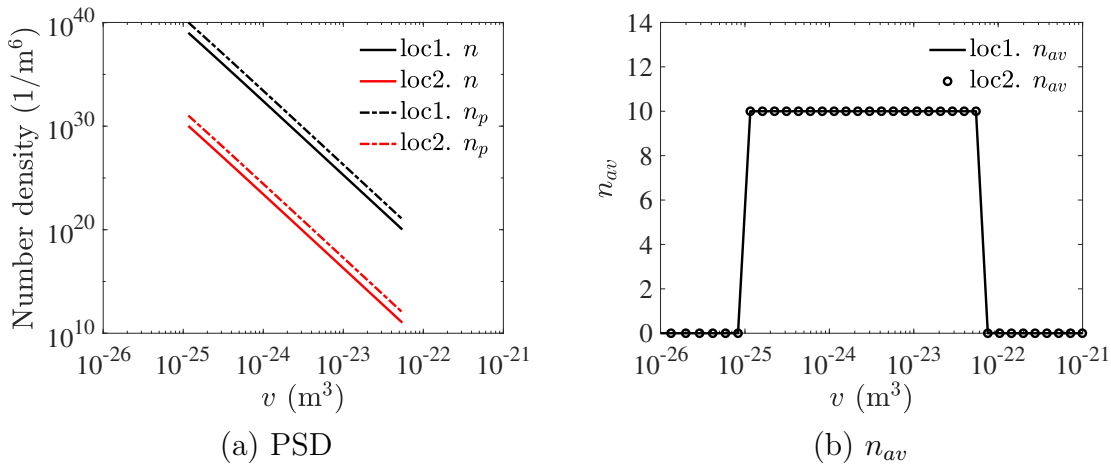 10^40
10^30
10^20
10^10
Number density (1/m^6)
loc1. n
loc2. n
loc1. n_p
loc2. n_p
10^-26 10^-25 10^-24 10^-23 10^-22 10^-21
v (m^3)
(a) PSD
14
12
10
8
6
4
2
0
n_av
loc1. n_av
loc2. n_av
10^-26 10^-25 10^-24 10^-23 10^-22 10^-21
v (m^3)
(b) n_av